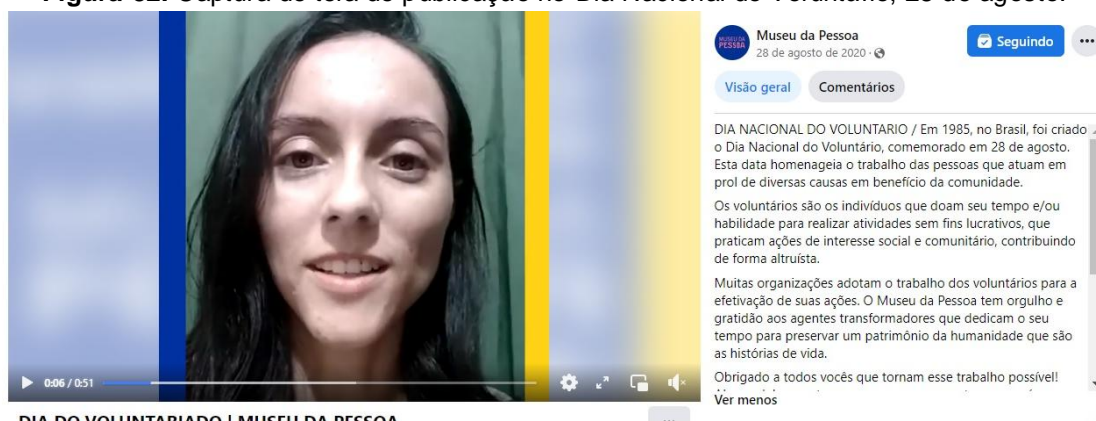 Museu da Pessoa
MUSEU DA
PESSOA
28 de agosto de 2020
Seguindo
Visão geral Comentários
DIA NACIONAL DO VOLUNTARIO / Em 1985, no Brasil, foi criado
o Dia Nacional do Voluntário, comemorado em 28 de agosto.
Esta data homenageia o trabalho das pessoas que atuam em
prol de diversas causas em benefício da comunidade.
Os voluntários são os indivíduos que doam seu tempo e/ou
habilidade para realizar atividades sem fins lucrativos, que
praticam ações de interesse social e comunitário, contribuindo
de forma altruísta.
Muitas organizações adotam o trabalho dos voluntários para a
efetivação de suas ações. O Museu da Pessoa tem orgulho e
gratidão aos agentes transformadores que dedicam o seu
tempo para preservar um patrimônio da humanidade que são
as histórias de vida.
Obrigado a todos vocês que tornam esse trabalho possível!
Ver menos
0:06 / 0:51
DIA DO VOLUNTARIADO | MUSEU DA PESSOA